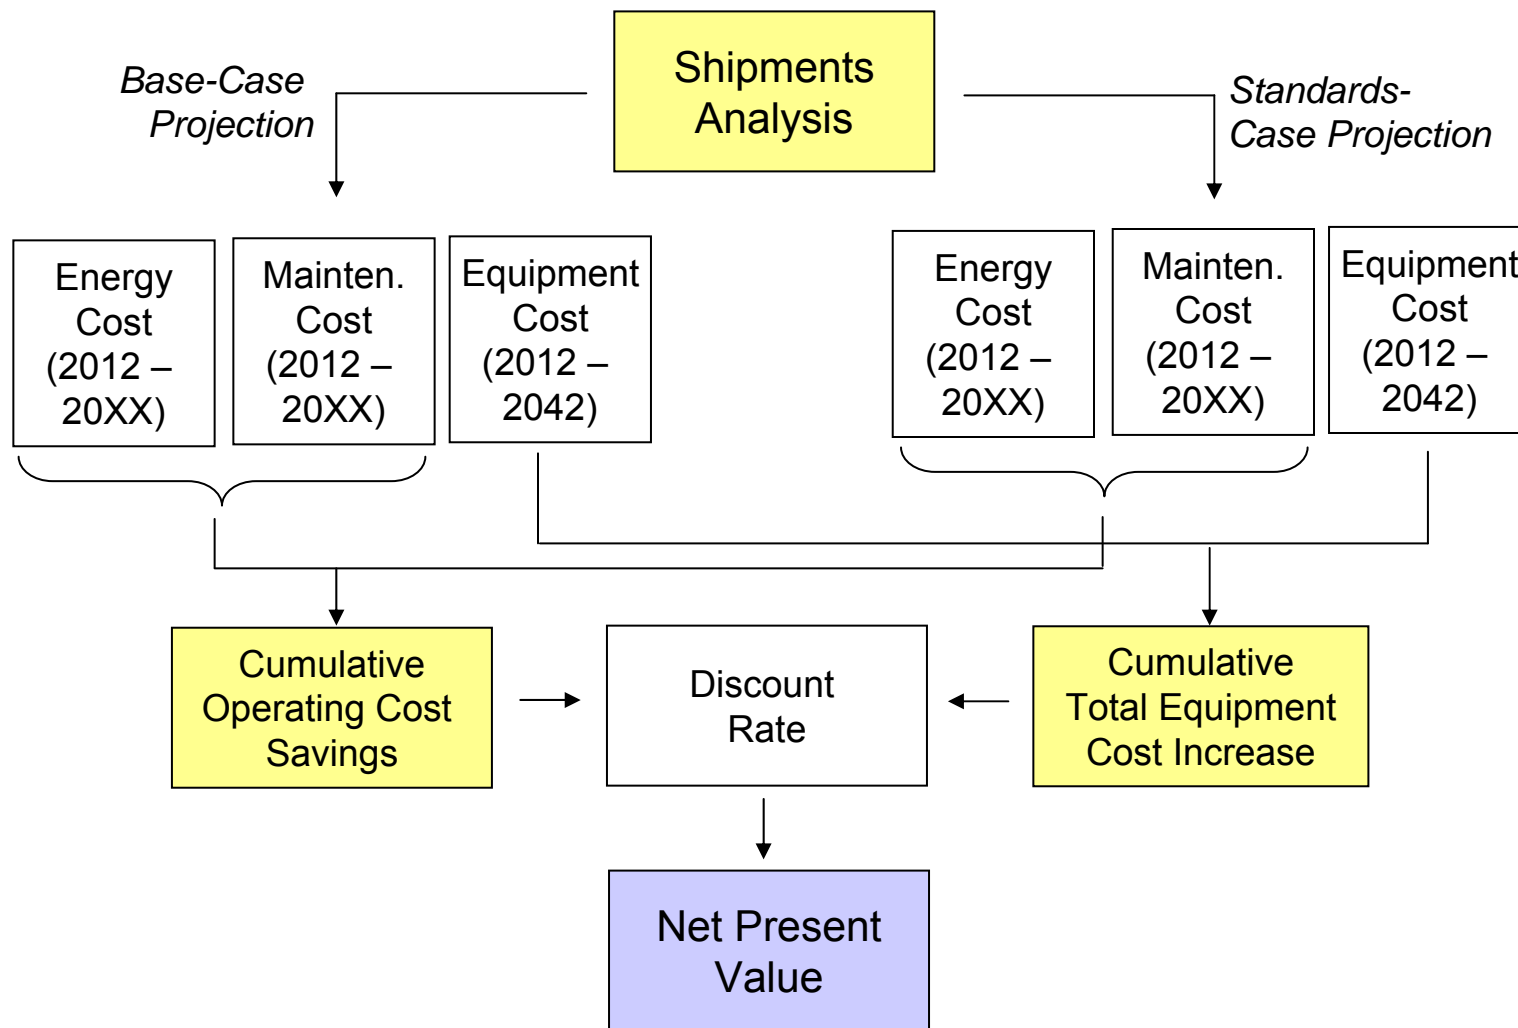 Shipments
Analysis
Base-Case
Projection
Standards-
Case Projection
Energy
Cost
(2012 –
20XX)
Mainten.
Cost
(2012 –
20XX)
Equipment
Cost
(2012 –
2042)
Energy
Cost
(2012 –
20XX)
Mainten.
Cost
(2012 –
20XX)
Equipment
Cost
(2012 –
2042)
Cumulative
Operating Cost
Savings
Discount
Rate
Cumulative
Total Equipment
Cost Increase
Net Present
Value